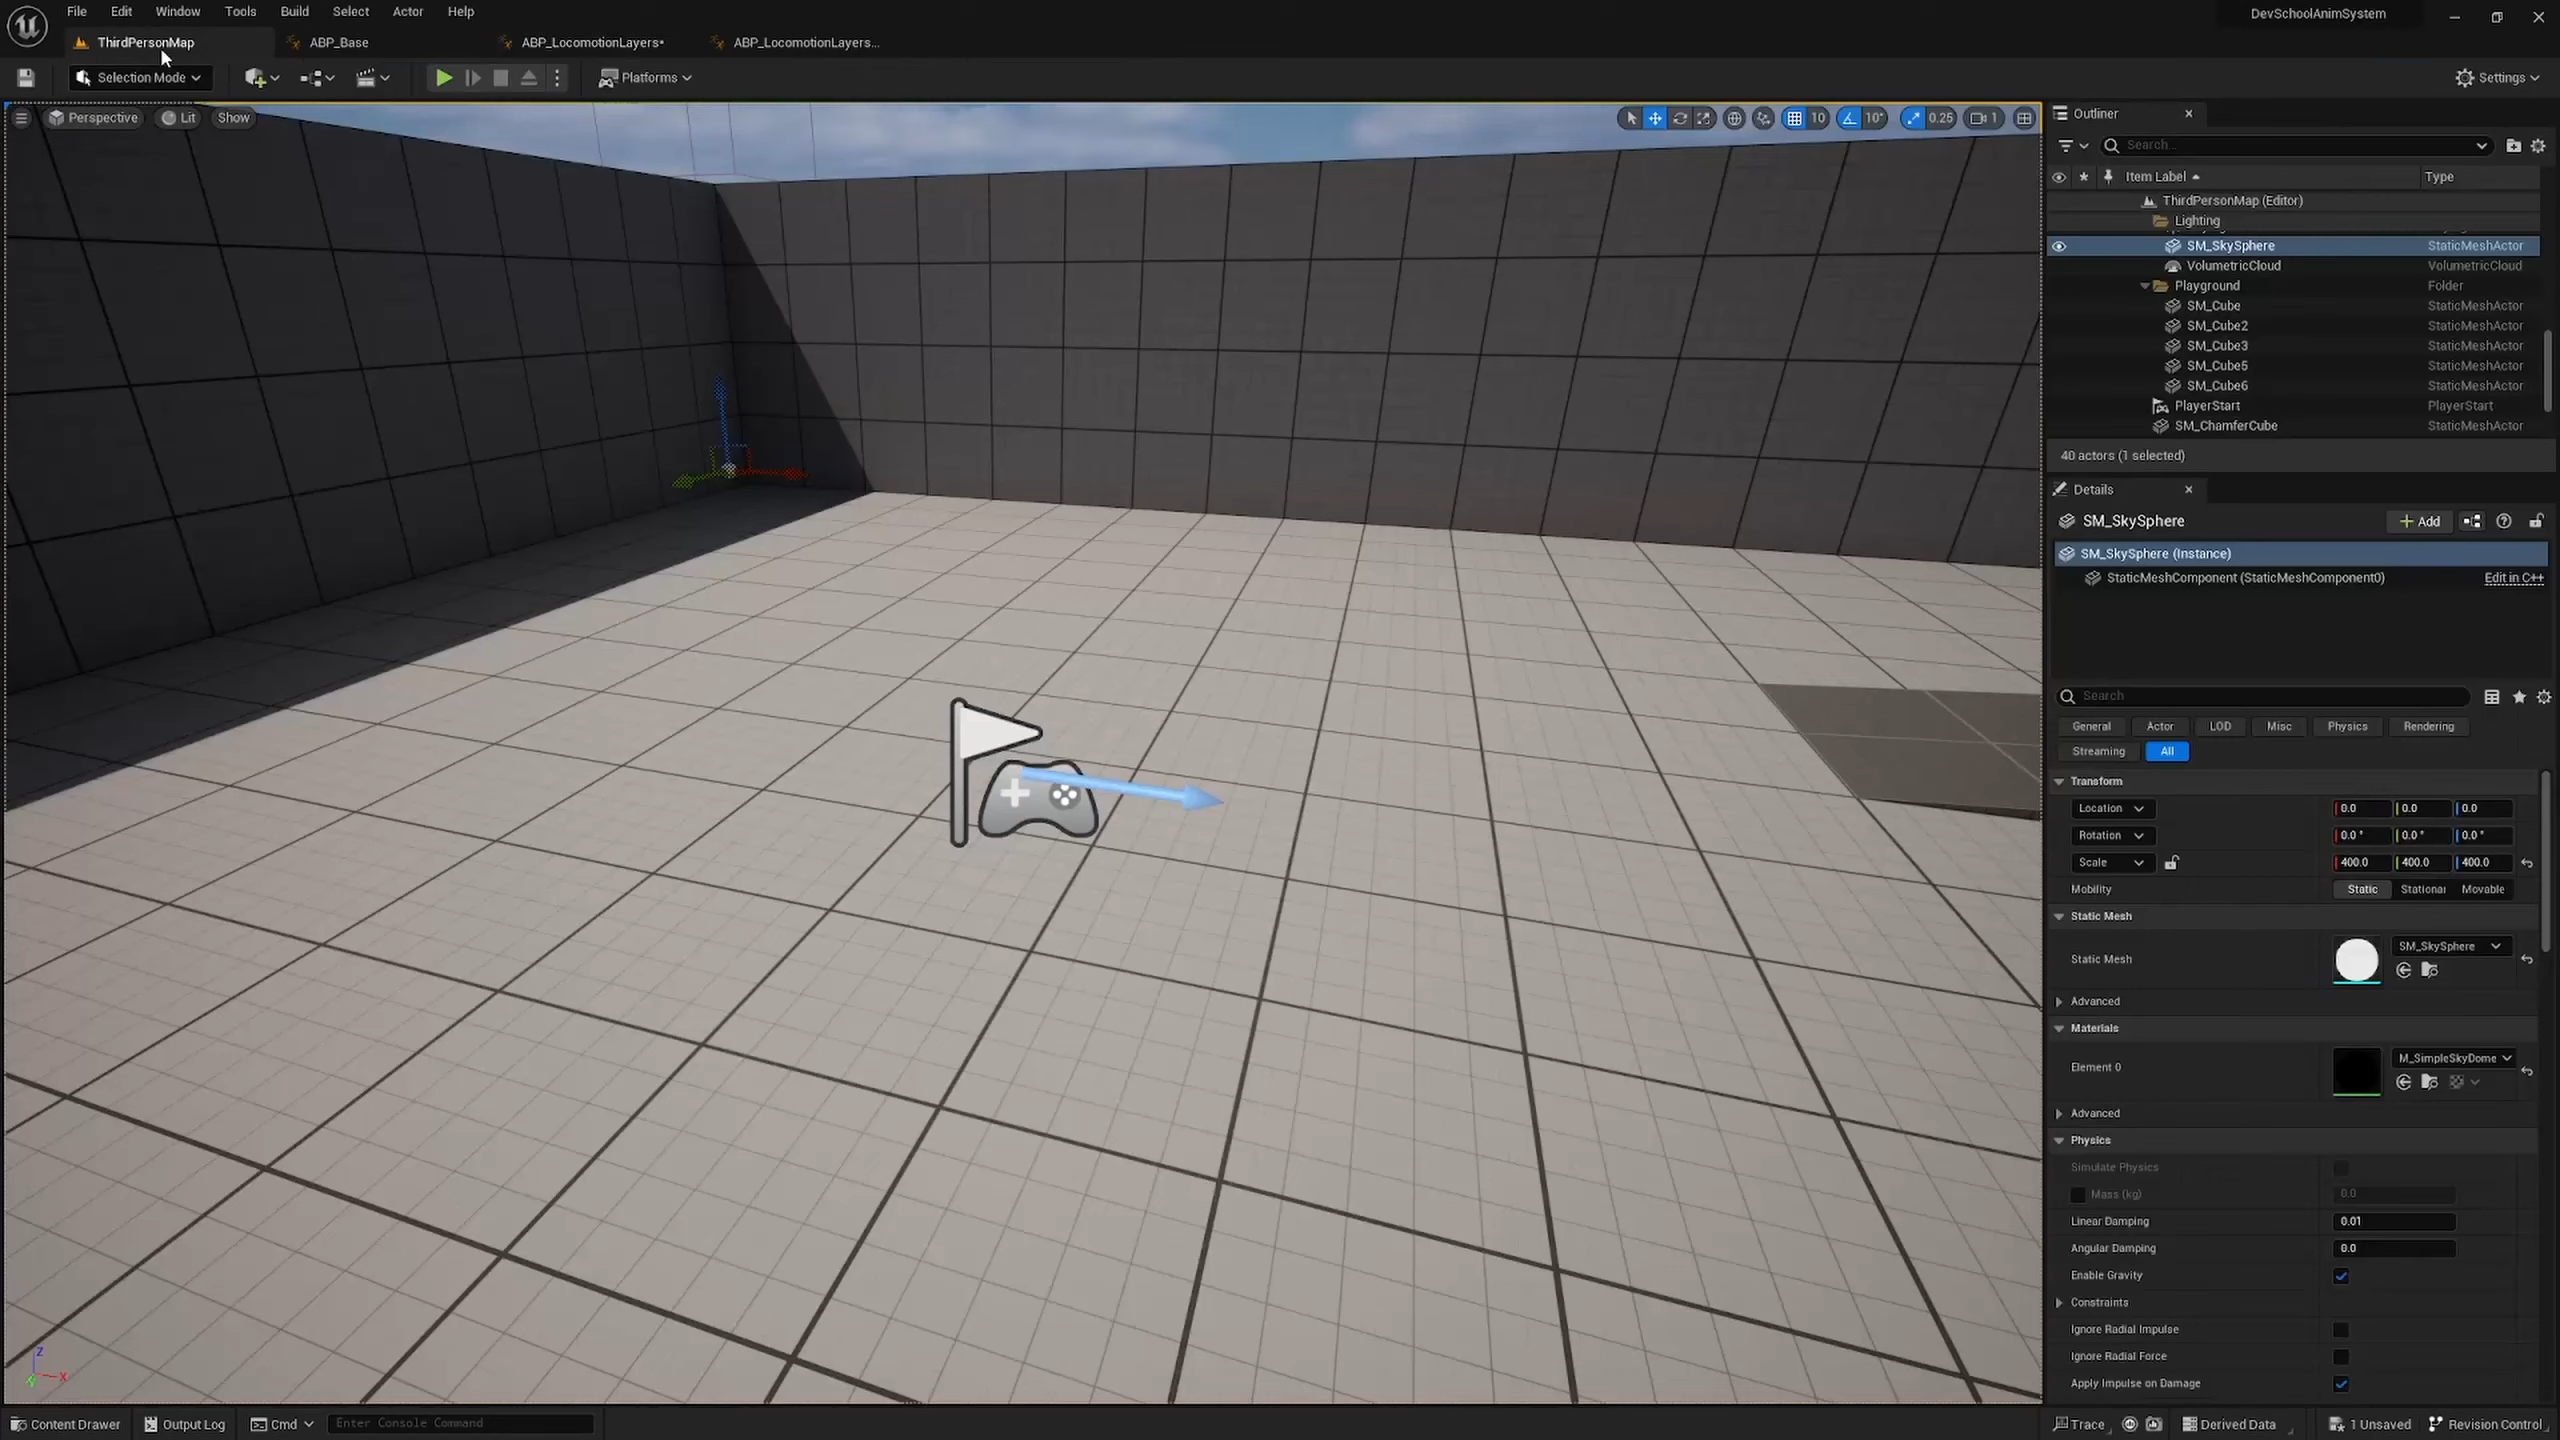 File Edit Window Tools Build Select Actor Help
DevSchoolAnimSystem
ThirdPersonMap ABP_Base ABP_LocomotionLayers• ABP_LocomotionLayers...
Selection Mode Platforms Settings
Perspective Lit Show 10 10° 0.25 1
Outliner
Search...
Item Label Type
ThirdPersonMap (Editor)
Lighting
SM_SkySphere StaticMeshActor
VolumetricCloud VolumetricCloud
Playground Folder
SM_Cube StaticMeshActor
SM_Cube2 StaticMeshActor
SM_Cube3 StaticMeshActor
SM_Cube5 StaticMeshActor
SM_Cube6 StaticMeshActor
PlayerStart PlayerStart
SM_ChamferCube StaticMeshActor
40 actors (1 selected)
Details
SM_SkySphere Add
SM_SkySphere (Instance)
StaticMeshComponent (StaticMeshComponent0) Edit in C++
Search
General Actor LOD Misc Physics Rendering
Streaming All
Transform
Location 0.0 0.0 0.0
Rotation 0.0 ° 0.0 ° 0.0 °
Scale 400.0 400.0 400.0
Mobility Static Stationar Movable
Static Mesh
SM_SkySphere
Static Mesh
Advanced
Materials
M_SimpleSkyDome
Element 0
Advanced
Physics
Simulate Physics
Mass (kg) 0.0
Linear Damping 0.01
Angular Damping 0.0
Enable Gravity
Constraints
Ignore Radial Impulse
Ignore Radial Force
Apply Impulse on Damage
Z
X
Y
Content Drawer Output Log Cmd Enter Console Command Trace Derived Data 1 Unsaved Revision Control